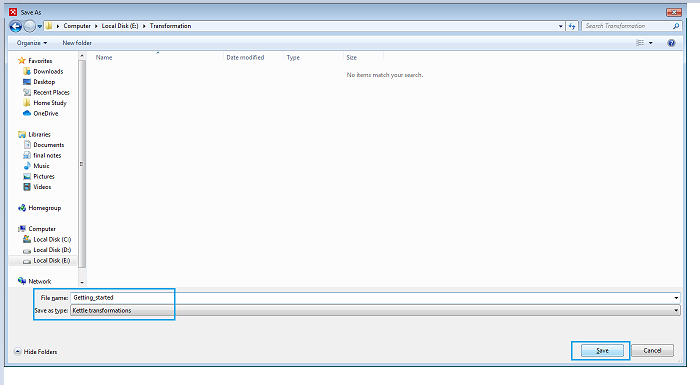 Save As
Computer Local Disk (E:) Transformation
Search Transformation
Organize New folder
Name Date modified Type Size
No items match your search.
Favorites
Downloads
Desktop
Recent Places
Home Study
OneDrive
Libraries
Documents
final notes
Music
Pictures
Videos
Homegroup
Computer
Local Disk (C:)
Local Disk (D:)
Local Disk (E:)
Network
File name: Getting_started
Save as type: Kettle transformations
Hide Folders
Save Cancel